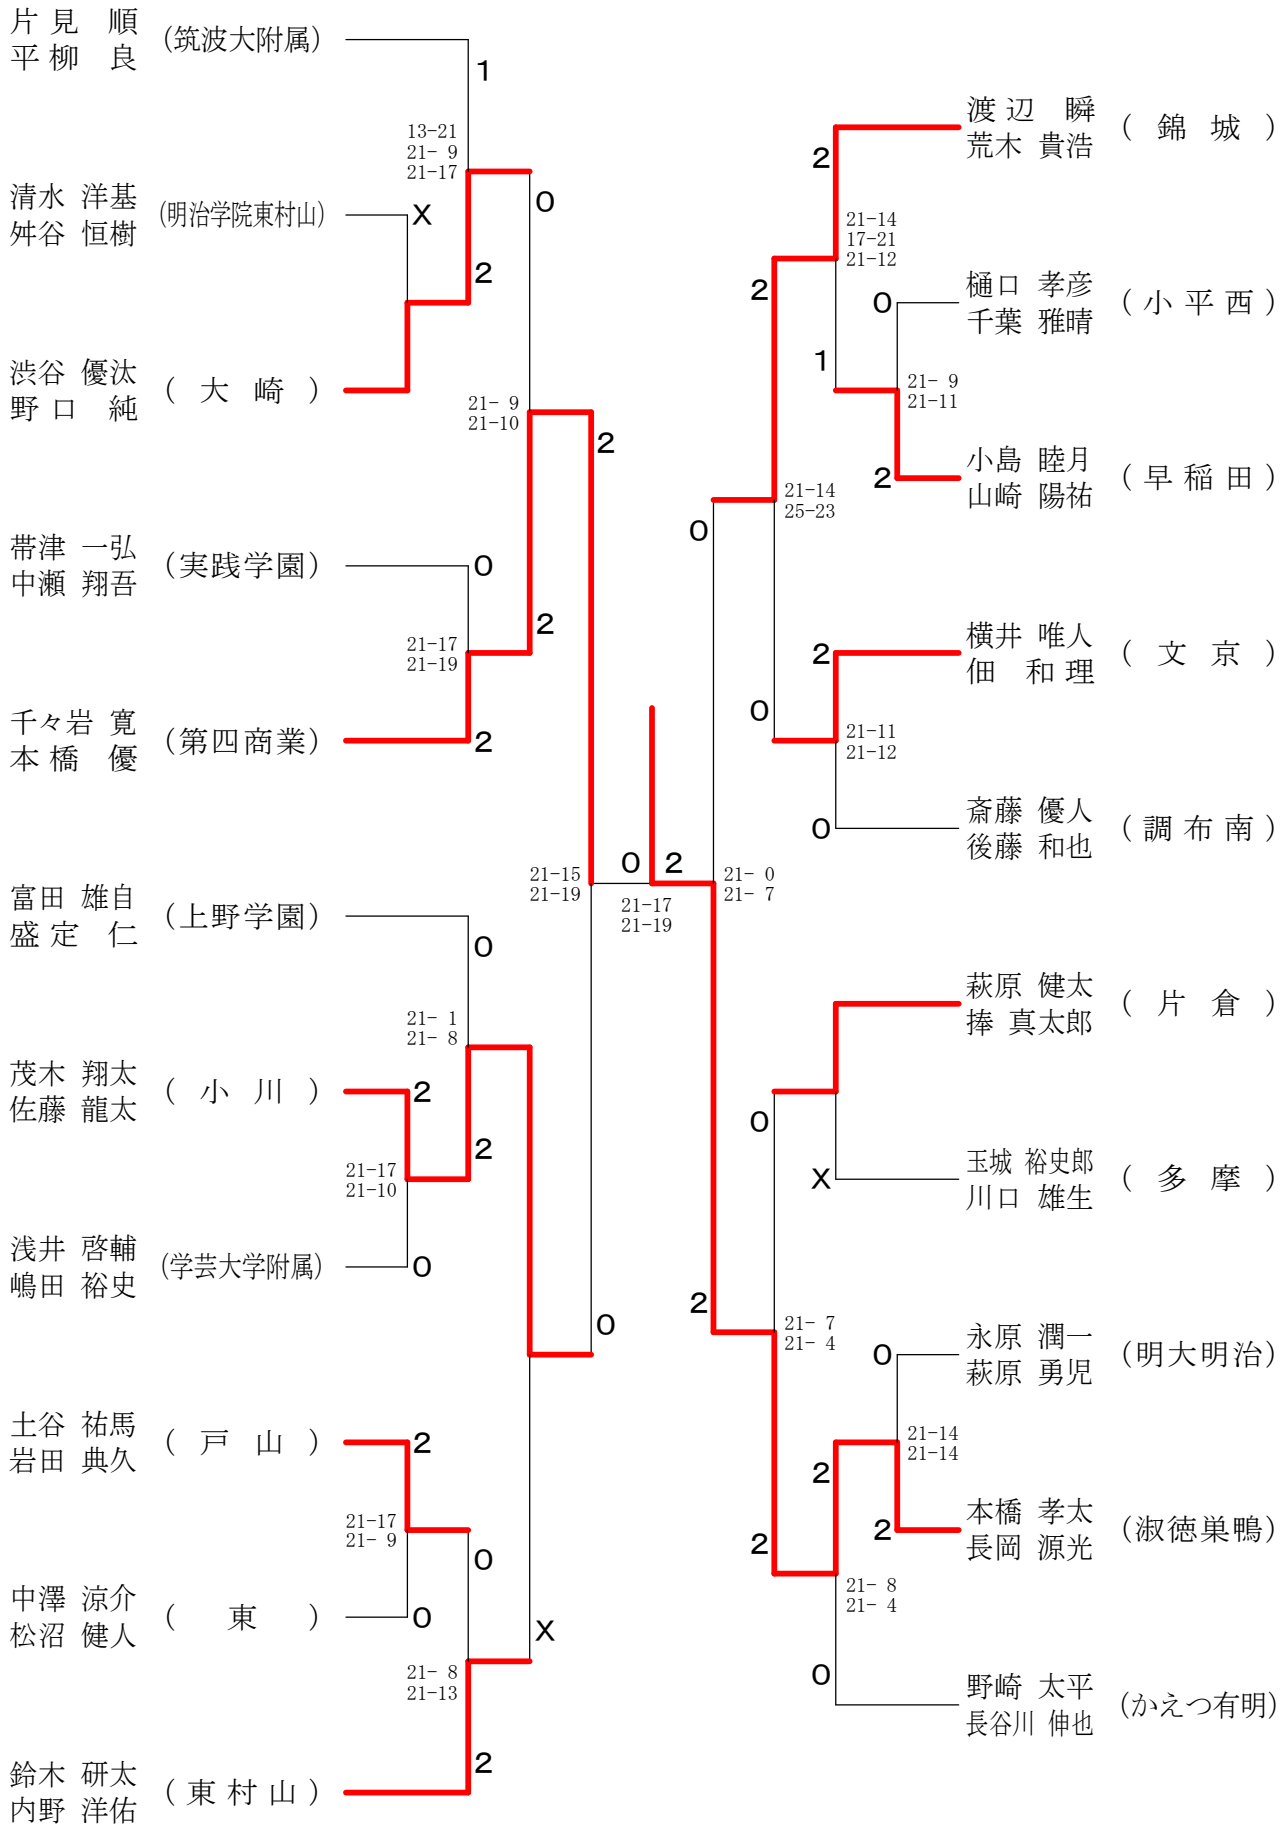 片見 順
平柳 良
(筑波大附属)
1
13-21
21- 9
21-17
清水 洋基
舛谷 恒樹
(明治学院東村山)
X
0
2
渋谷 優汰
野口 純
( 大 崎 )
21- 9
21-10
2
帯津 一弘
中瀬 翔吾
(実践学園)
0
2
21-17
21-19
千々岩 寛
本橋 優
(第四商業)
2
21-15
21-19
富田 雄自
盛定 仁
(上野学園)
0
21- 1
21- 8
茂木 翔太
佐藤 龍太
( 小 川 )
2
2
21-17
21-10
浅井 啓輔
嶋田 裕史
(学芸大学附属)
0
0
土谷 祐馬
岩田 典久
( 戸 山 )
2
21-17
21- 9
0
中澤 涼介
松沼 健人
( 東 )
0
X
21- 8
21-13
鈴木 研太
内野 洋佑
(東村山)
2
0
2
21-17
21-19
渡辺 瞬
荒木 貴浩
( 錦 城 )
2
21-14
17-21
21-12
2
樋口 孝彦
千葉 雅晴
(小平西)
0
1
21- 9
21-11
小島 睦月
山崎 陽祐
(早稲田)
2
21-14
25-23
0
横井 唯人
佃 和理
( 文 京 )
2
0
21-11
21-12
斎藤 優人
後藤 和也
(調布南)
0
21- 0
21- 7
萩原 健太
捧 真太郎
( 片 倉 )
0
玉城 裕史郎
川口 雄生
( 多 摩 )
X
2
21- 7
21- 4
永原 潤一
萩原 勇児
(明大明治)
0
21-14
21-14
2
本橋 孝太
長岡 源光
(淑徳巣鴨)
2
2
21- 8
21- 4
野崎 太平
長谷川 伸也
(かえつ有明)
0